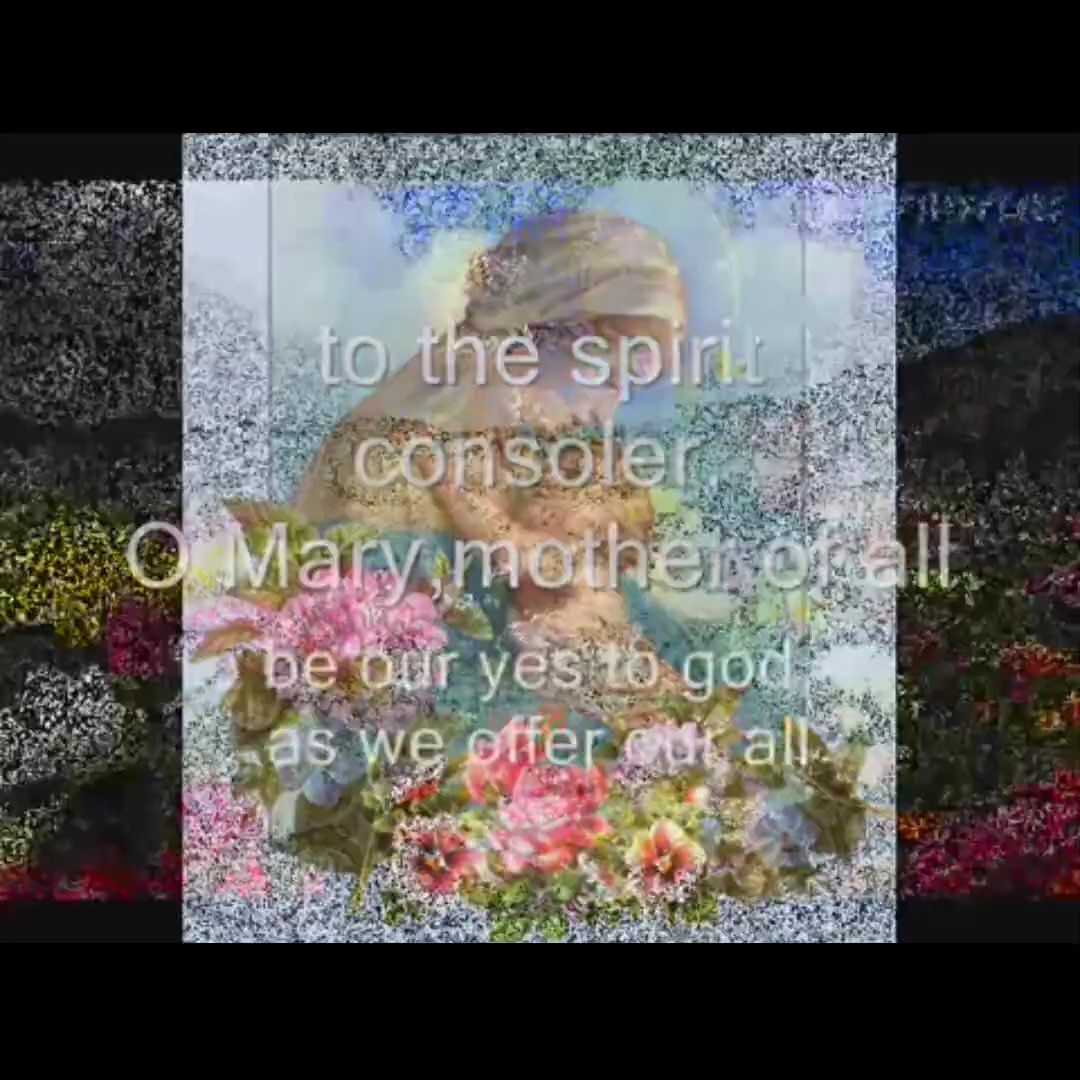 to the spirit
consoler,
O Mary,mother of all
be our yes to god
as we offer our all